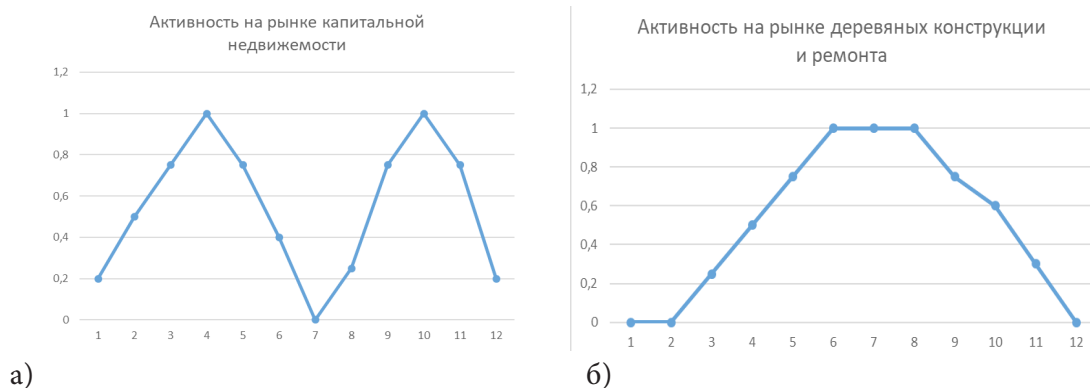 Активность на рынке капитальной
недвижемости
1,2
1
0,8
0,6
0,4
0,2
0
1 2 3 4 5 6 7 8 9 10 11 12
а)
Активность на рынке деревяных конструкции
и ремонта
1,2
1
0,8
0,6
0,4
0,2
0
1 2 3 4 5 6 7 8 9 10 11 12
б)